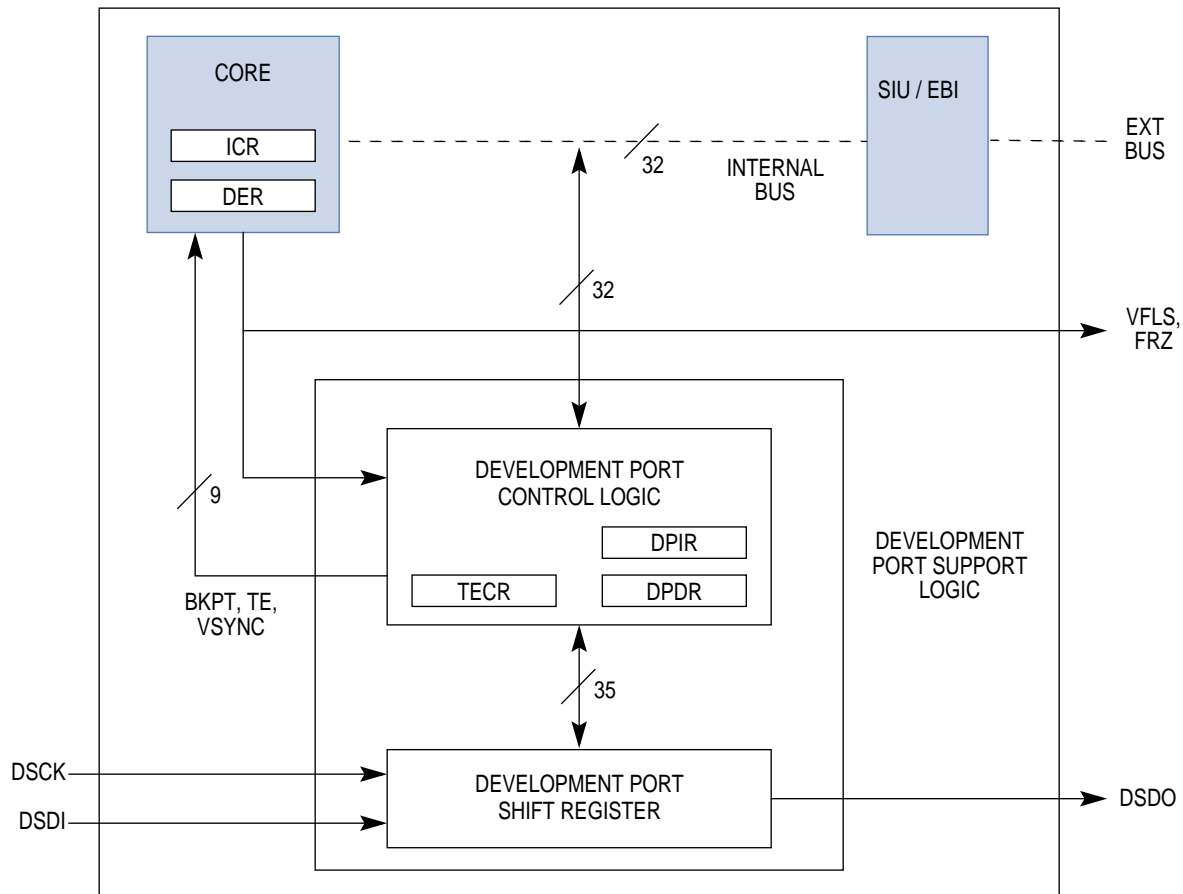 CORE
SIU / EBI
ICR
DER
32
INTERNAL
BUS
EXT
BUS
32
VFLS,
FRZ
9
DEVELOPMENT PORT
CONTROL LOGIC
DPIR
TECR
DPDR
DEVELOPMENT
PORT SUPPORT
LOGIC
BKPT, TE,
VSYNC
35
DSCK
DSDI
DEVELOPMENT PORT
SHIFT REGISTER
DSDO